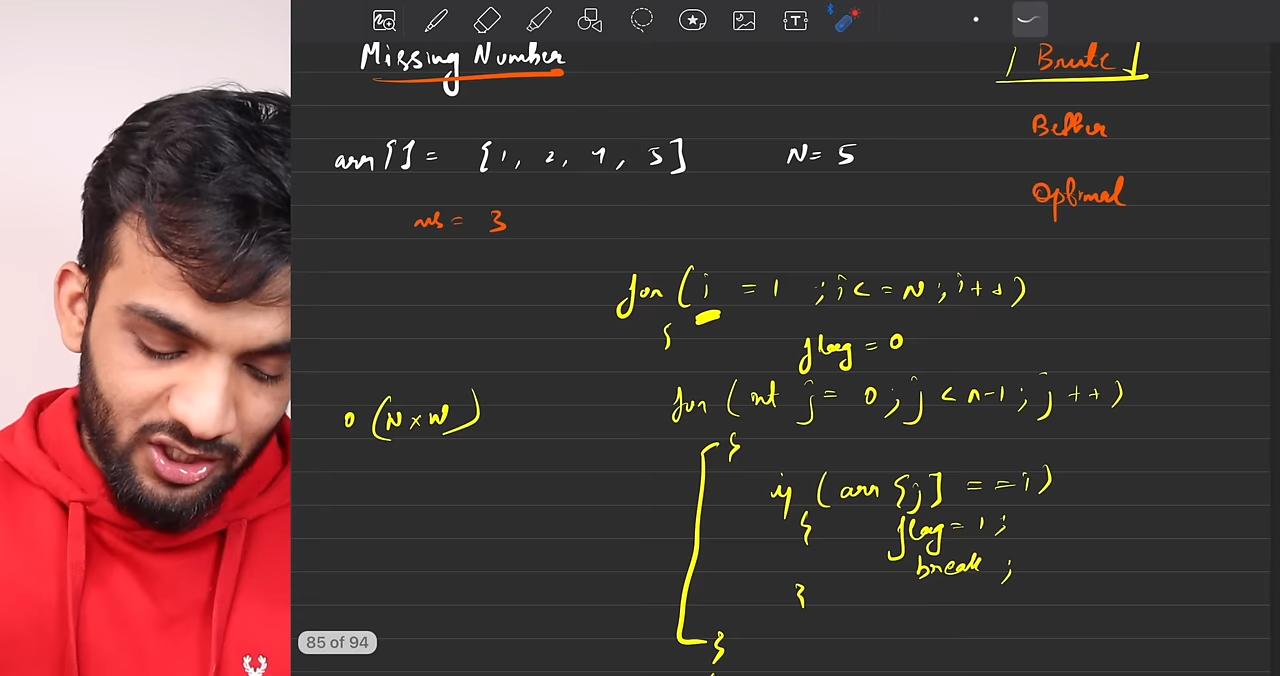 Missing Number
| Brute |
Better
arr[] = {1, 2, 4, 5}
N = 5
Optimal
ans = 3
for (i = 1 ; i <= N ; i++)
{
flag = 0
for (int j = 0 ; j < n-1 ; j++)
O(N x N)
{
if (arr[j] == i)
{ flag = 1 ;
break ;
}
}
85 of 94